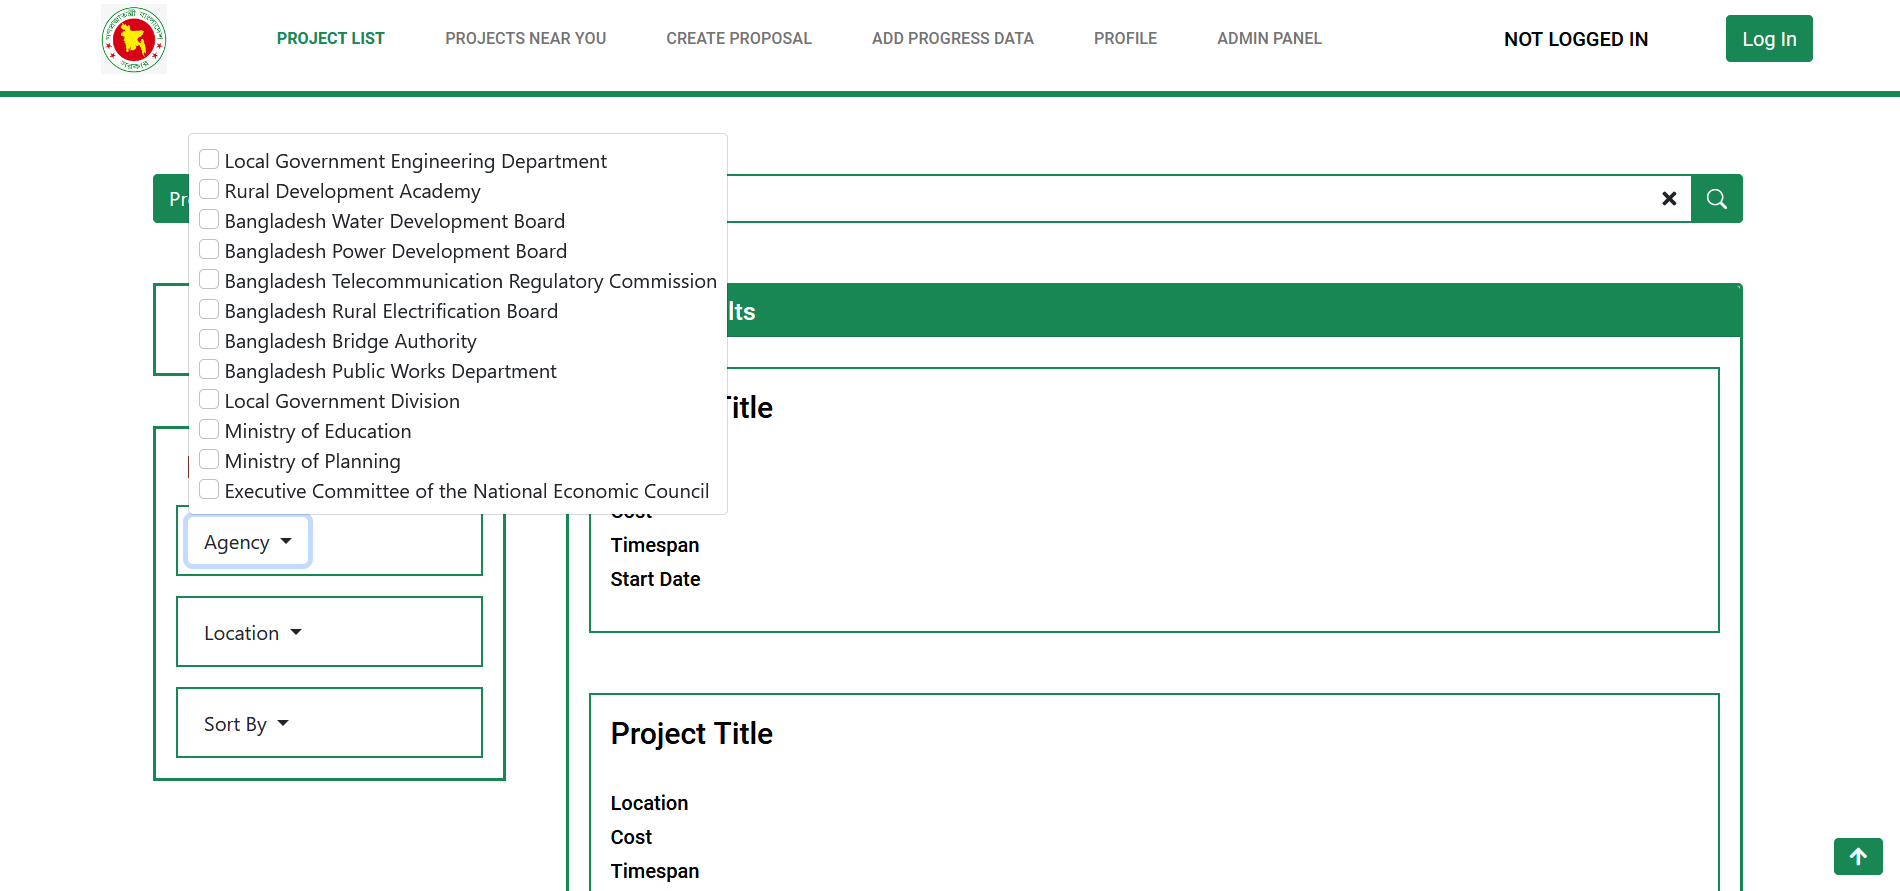 PROJECT LIST PROJECTS NEAR YOU CREATE PROPOSAL ADD PROGRESS DATA PROFILE ADMIN PANEL NOT LOGGED IN Log In
Local Government Engineering Department
Rural Development Academy
Bangladesh Water Development Board
Bangladesh Power Development Board
Bangladesh Telecommunication Regulatory Commission
Bangladesh Rural Electrification Board
Bangladesh Bridge Authority
Bangladesh Public Works Department
Local Government Division
Ministry of Education
Ministry of Planning
Executive Committee of the National Economic Council
Agency
Location
Sort By
lts
Title
Cost
Timespan
Start Date
Project Title
Location
Cost
Timespan